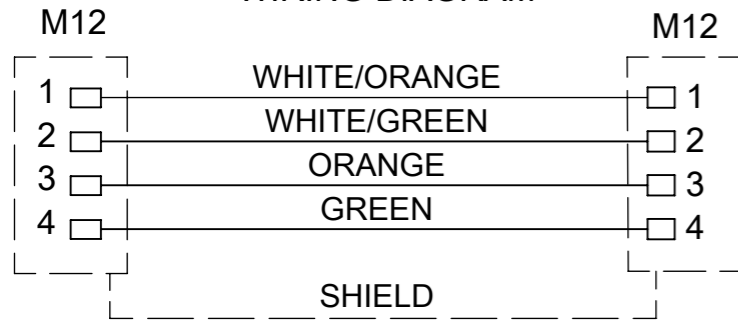 M12 M12
1 WHITE/ORANGE 1
2 WHITE/GREEN 2
3 ORANGE 3
4 GREEN 4
SHIELD